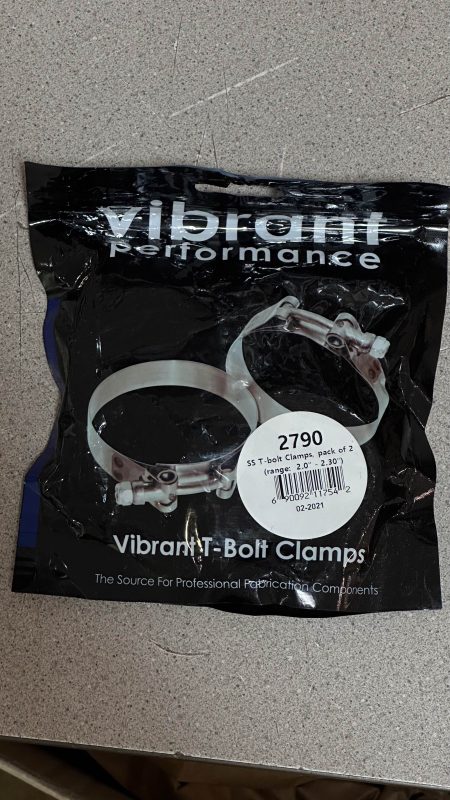 vibrant
performance
2790
SS T-bolt Clamps, pack of 2
(range: 2.0" - 2.30")
6 90092 11754 2
02-2021
Vibrant T-Bolt Clamps
The Source For Professional Fabrication Components